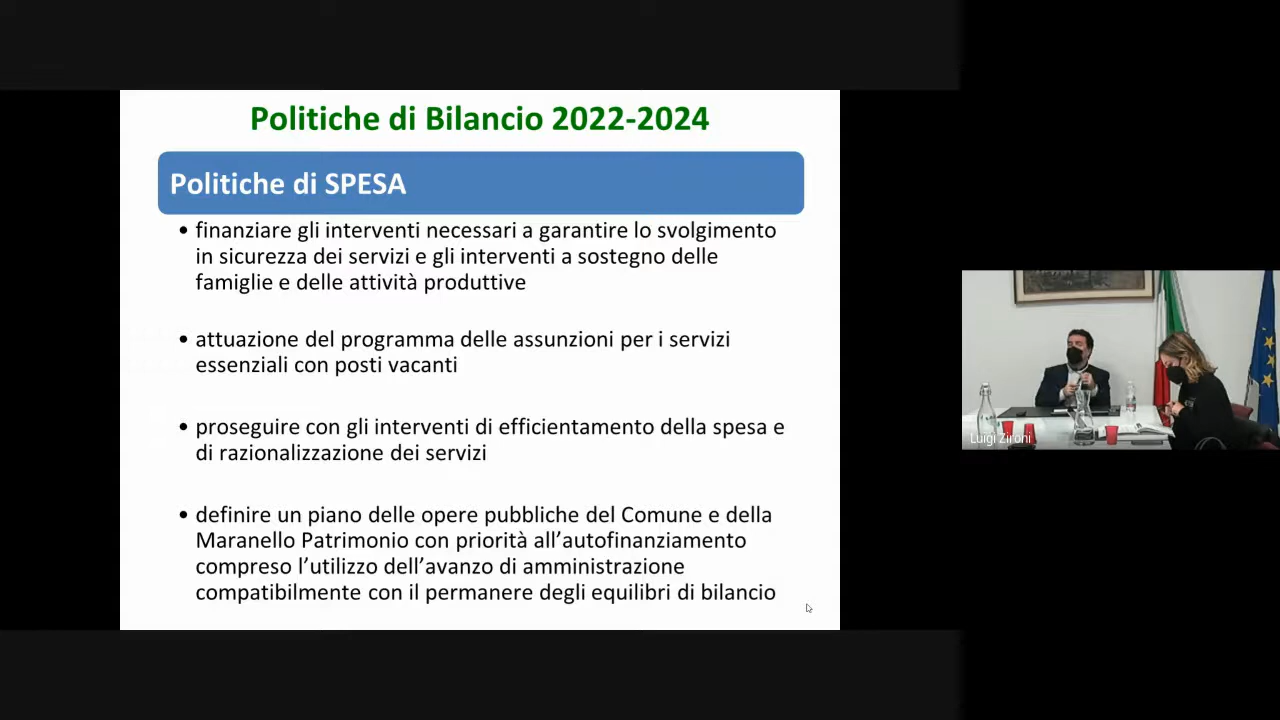 Politiche di Bilancio 2022-2024
Politiche di SPESA
• finanziare gli interventi necessari a garantire lo svolgimento
in sicurezza dei servizi e gli interventi a sostegno delle
famiglie e delle attività produttive
• attuazione del programma delle assunzioni per i servizi
essenziali con posti vacanti
• proseguire con gli interventi di efficientamento della spesa e
di razionalizzazione dei servizi
• definire un piano delle opere pubbliche del Comune e della
Maranello Patrimonio con priorità all’autofinanziamento
compreso l’utilizzo dell’avanzo di amministrazione
compatibilmente con il permanere degli equilibri di bilancio
Luigi Zironi